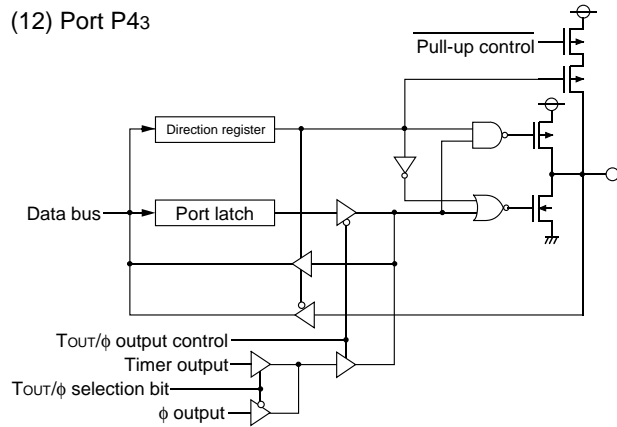 (12) Port P43
Pull-up control
Direction register
Data bus
Port latch
TOUT/ϕ output control
Timer output
TOUT/ϕ selection bit
ϕ output